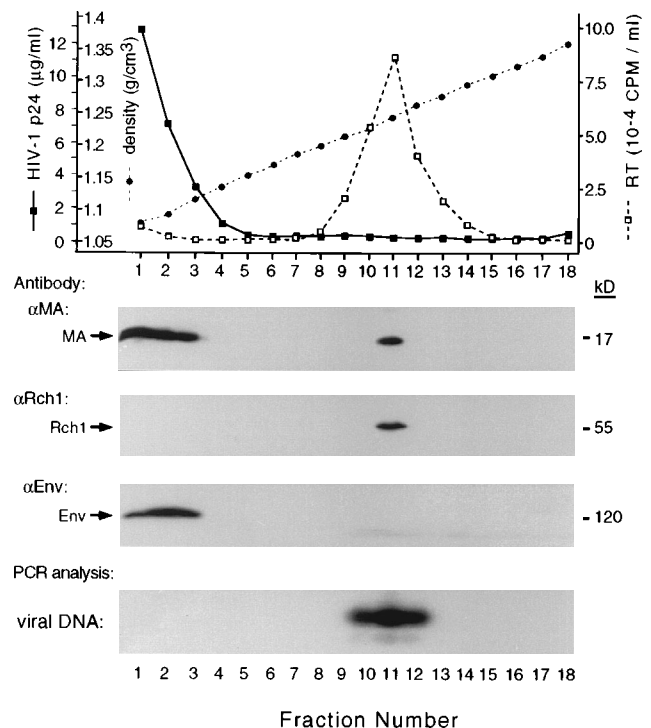 HIV-1 p24 (µg/ml)
12
10
8
6
4
2
0
density (g/cm3)
1.4
1.35
1.3
1.25
1.2
1.15
1.1
1.05
RT (10-4 CPM / ml)
10.0
7.5
5.0
2.5
0
1 2 3 4 5 6 7 8 9 10 11 12 13 14 15 16 17 18
Antibody:
kD
αMA:
MA
- 17
αRch1:
Rch1
- 55
αEnv:
Env
- 120
PCR analysis:
viral DNA:
1 2 3 4 5 6 7 8 9 10 11 12 13 14 15 16 17 18
Fraction Number